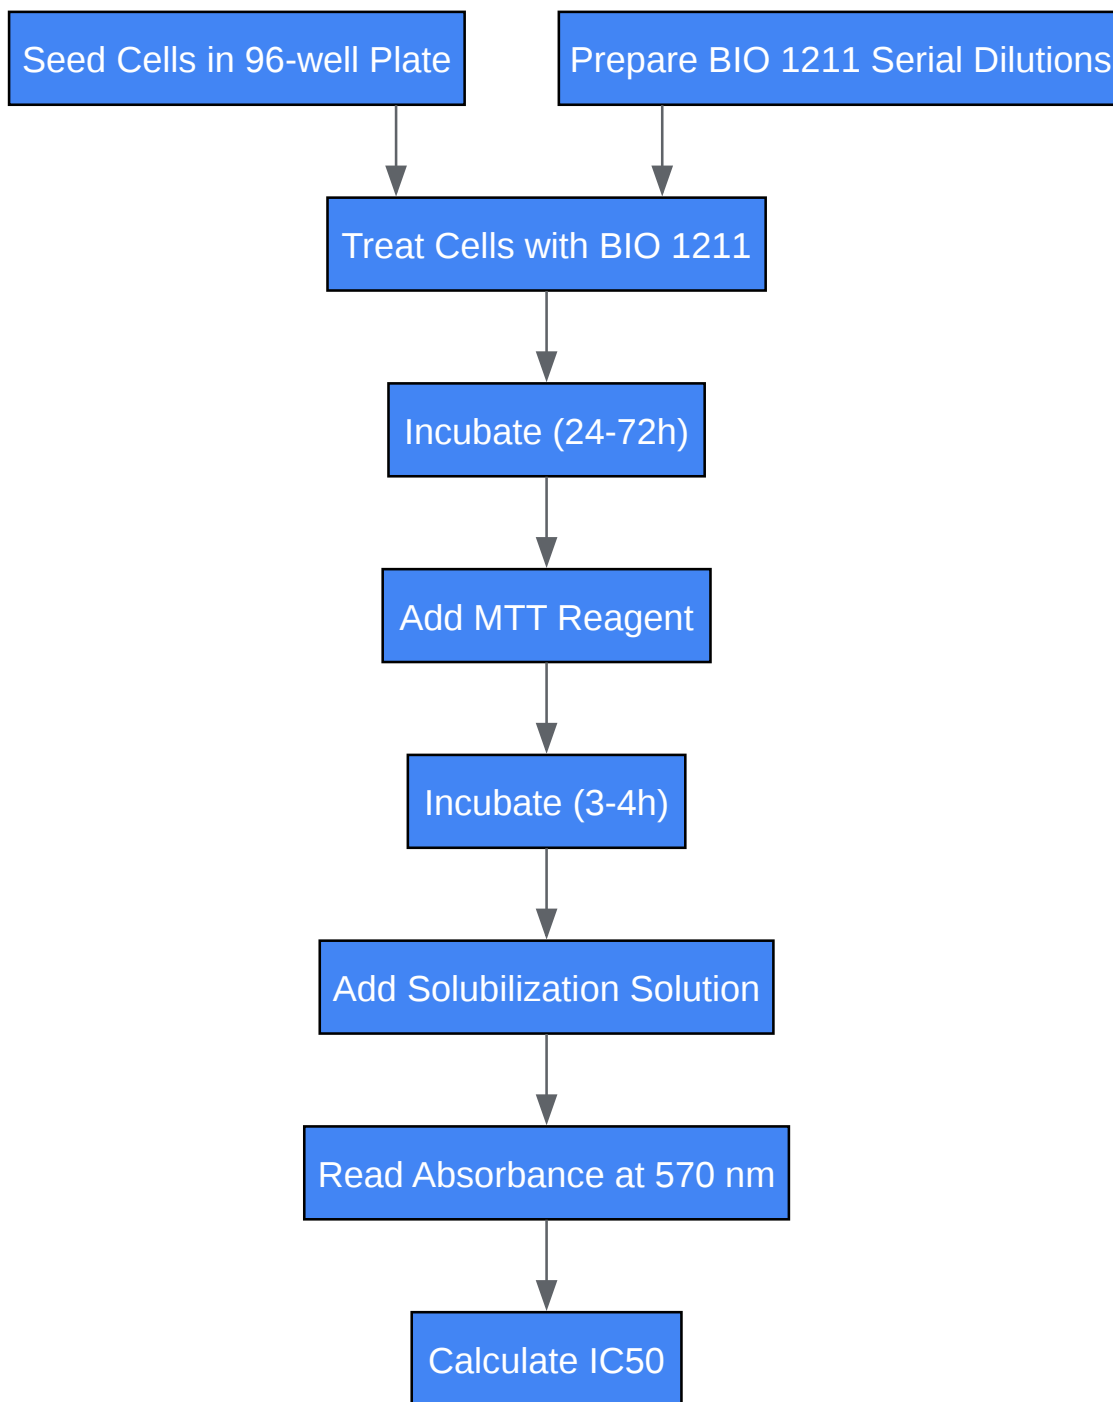 Seed Cells in 96-well Plate
Prepare BIO 1211 Serial Dilutions
Treat Cells with BIO 1211
Incubate (24-72h)
Add MTT Reagent
Incubate (3-4h)
Add Solubilization Solution
Read Absorbance at 570 nm
Calculate IC50